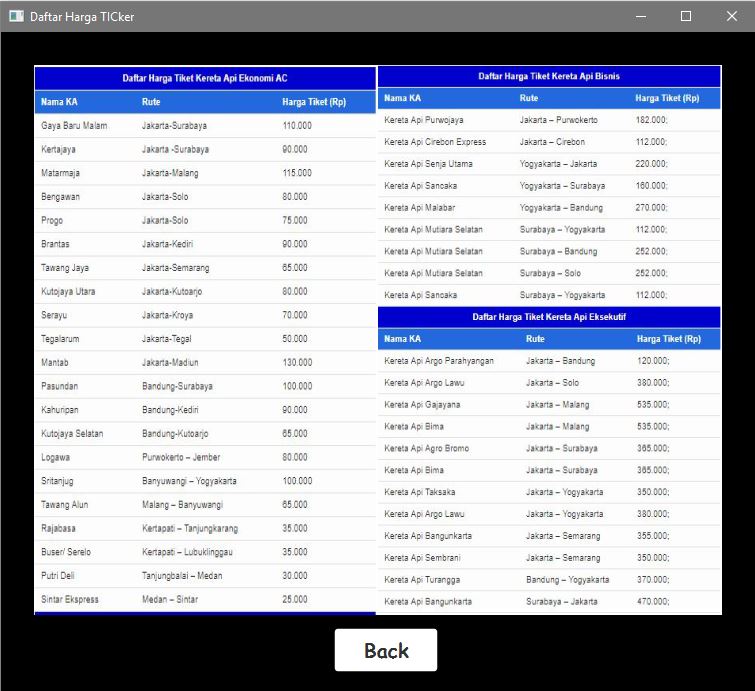 Daftar Harga TICker
Daftar Harga Tiket Kereta Api Ekonomi AC
Nama KA Rute Harga Tiket (Rp)
Gaya Baru Malam Jakarta-Surabaya 110.000
Kertajaya Jakarta -Surabaya 90.000
Matarmaja Jakarta-Malang 115.000
Bengawan Jakarta-Solo 80.000
Progo Jakarta-Solo 75.000
Brantas Jakarta-Kediri 90.000
Tawang Jaya Jakarta-Semarang 65.000
Kutojaya Utara Jakarta-Kutoarjo 80.000
Serayu Jakarta-Kroya 70.000
Tegalarum Jakarta-Tegal 50.000
Mantab Jakarta-Madiun 130.000
Pasundan Bandung-Surabaya 100.000
Kahuripan Bandung-Kediri 90.000
Kutojaya Selatan Bandung-Kutoarjo 65.000
Logawa Purwokerto – Jember 80.000
Sritanjug Banyuwangi – Yogyakarta 100.000
Tawang Alun Malang – Banyuwangi 65.000
Rajabasa Kertapati – Tanjungkarang 35.000
Buser/ Serelo Kertapati – Lubuklinggau 35.000
Putri Deli Tanjungbalai – Medan 30.000
Sintar Ekspress Medan – Sintar 25.000
Daftar Harga Tiket Kereta Api Bisnis
Nama KA Rute Harga Tiket (Rp)
Kereta Api Purwojaya Jakarta – Purwokerto 182.000;
Kereta Api Cirebon Express Jakarta – Cirebon 112.000;
Kereta Api Senja Utama Yogyakarta – Jakarta 220.000;
Kereta Api Sancaka Yogyakarta – Surabaya 160.000;
Kereta Api Malabar Yogyakarta – Bandung 270.000;
Kereta Api Mutiara Selatan Surabaya – Yogyakarta 112.000;
Kereta Api Mutiara Selatan Surabaya – Bandung 252.000;
Kereta Api Mutiara Selatan Surabaya – Solo 252.000;
Kereta Api Sancaka Surabaya – Yogyakarta 112.000;
Daftar Harga Tiket Kereta Api Eksekutif
Nama KA Rute Harga Tiket (Rp)
Kereta Api Argo Parahyangan Jakarta – Bandung 120.000;
Kereta Api Argo Lawu Jakarta – Solo 380.000;
Kereta Api Gajayana Jakarta – Malang 535.000;
Kereta Api Bima Jakarta – Malang 535.000;
Kereta Api Agro Bromo Jakarta – Surabaya 365.000;
Kereta Api Bima Jakarta – Surabaya 365.000;
Kereta Api Taksaka Jakarta – Yogyakarta 350.000;
Kereta Api Argo Lawu Jakarta – Yogyakarta 380.000;
Kereta Api Bangunkarta Jakarta – Semarang 355.000;
Kereta Api Sembrani Jakarta – Semarang 350.000;
Kereta Api Turangga Bandung – Yogyakarta 370.000;
Kereta Api Bangunkarta Surabaya – Jakarta 470.000;
Back